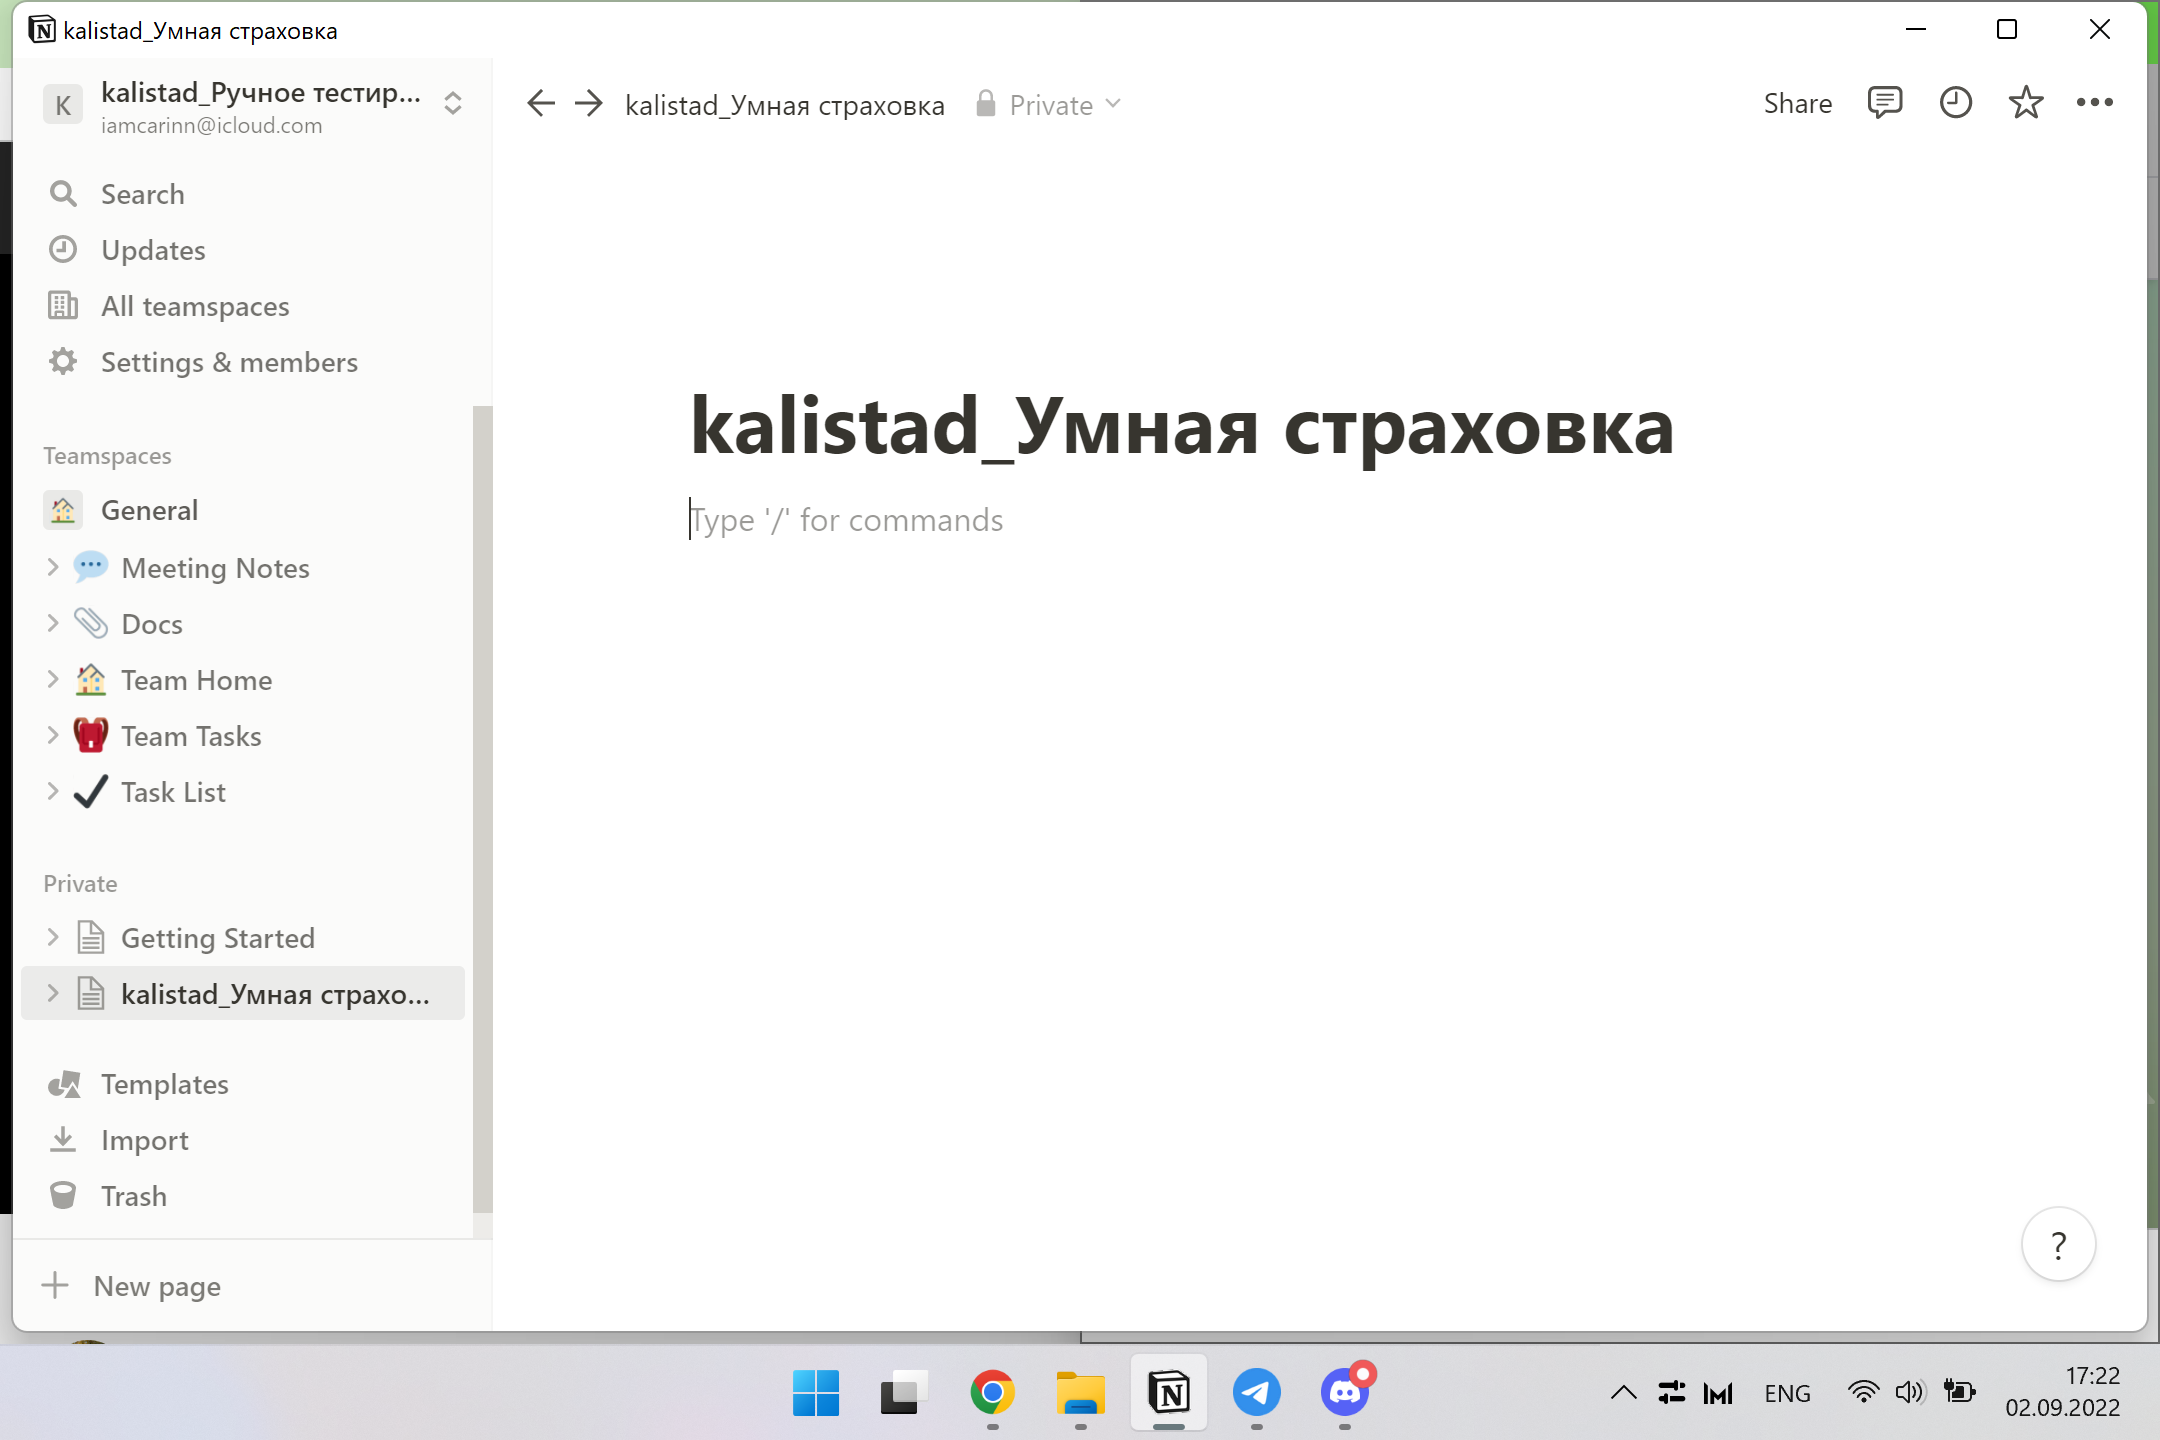 kalistad_Умная страховка
K
kalistad_Ручное тестир...
iamcarinn@icloud.com
kalistad_Умная страховка
Private
Share
Search
Updates
All teamspaces
Settings & members
Teamspaces
General
Meeting Notes
Docs
Team Home
Team Tasks
Task List
Private
Getting Started
kalistad_Умная страхо...
Templates
Import
Trash
New page
kalistad_Умная страховка
Type '/' for commands
?
ENG
17:22
02.09.2022